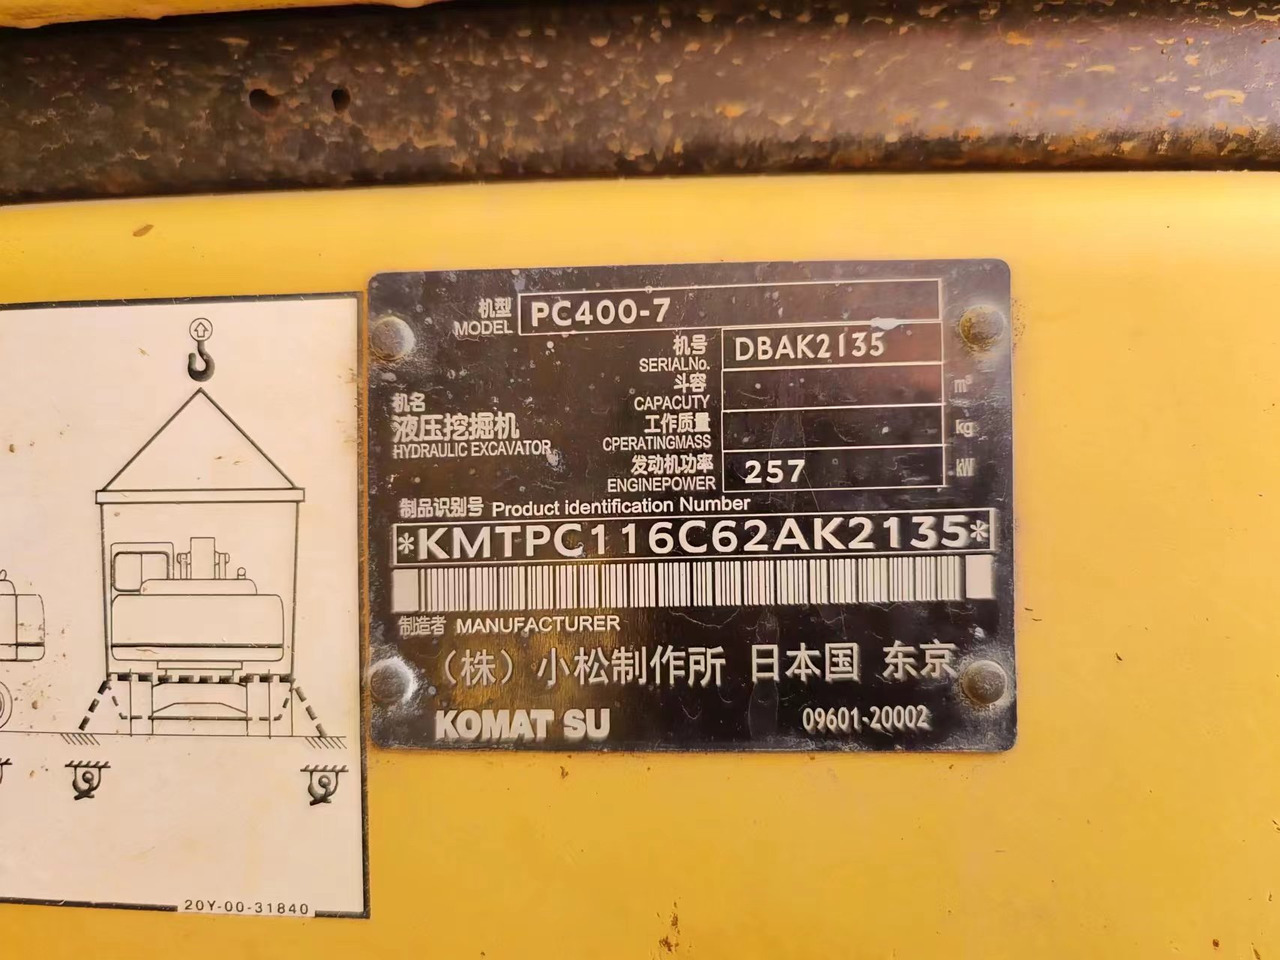 机型
MODEL
PC400-7
机号
SERIALNo.
DBAK2135
斗容
CAPACUTY
m³
机名
液压挖掘机
HYDRAULIC EXCAVATOR
工作质量
CPERATINGMASS
kg
发动机功率
ENGINEPOWER
257
kW
制品识别号 Product identification Number
*KMTPC116C62AK2135*
制造者 MANUFACTURER
（株）小松制作所 日本国 东京
KOMAT SU
09601-20002
20Y-00-31840